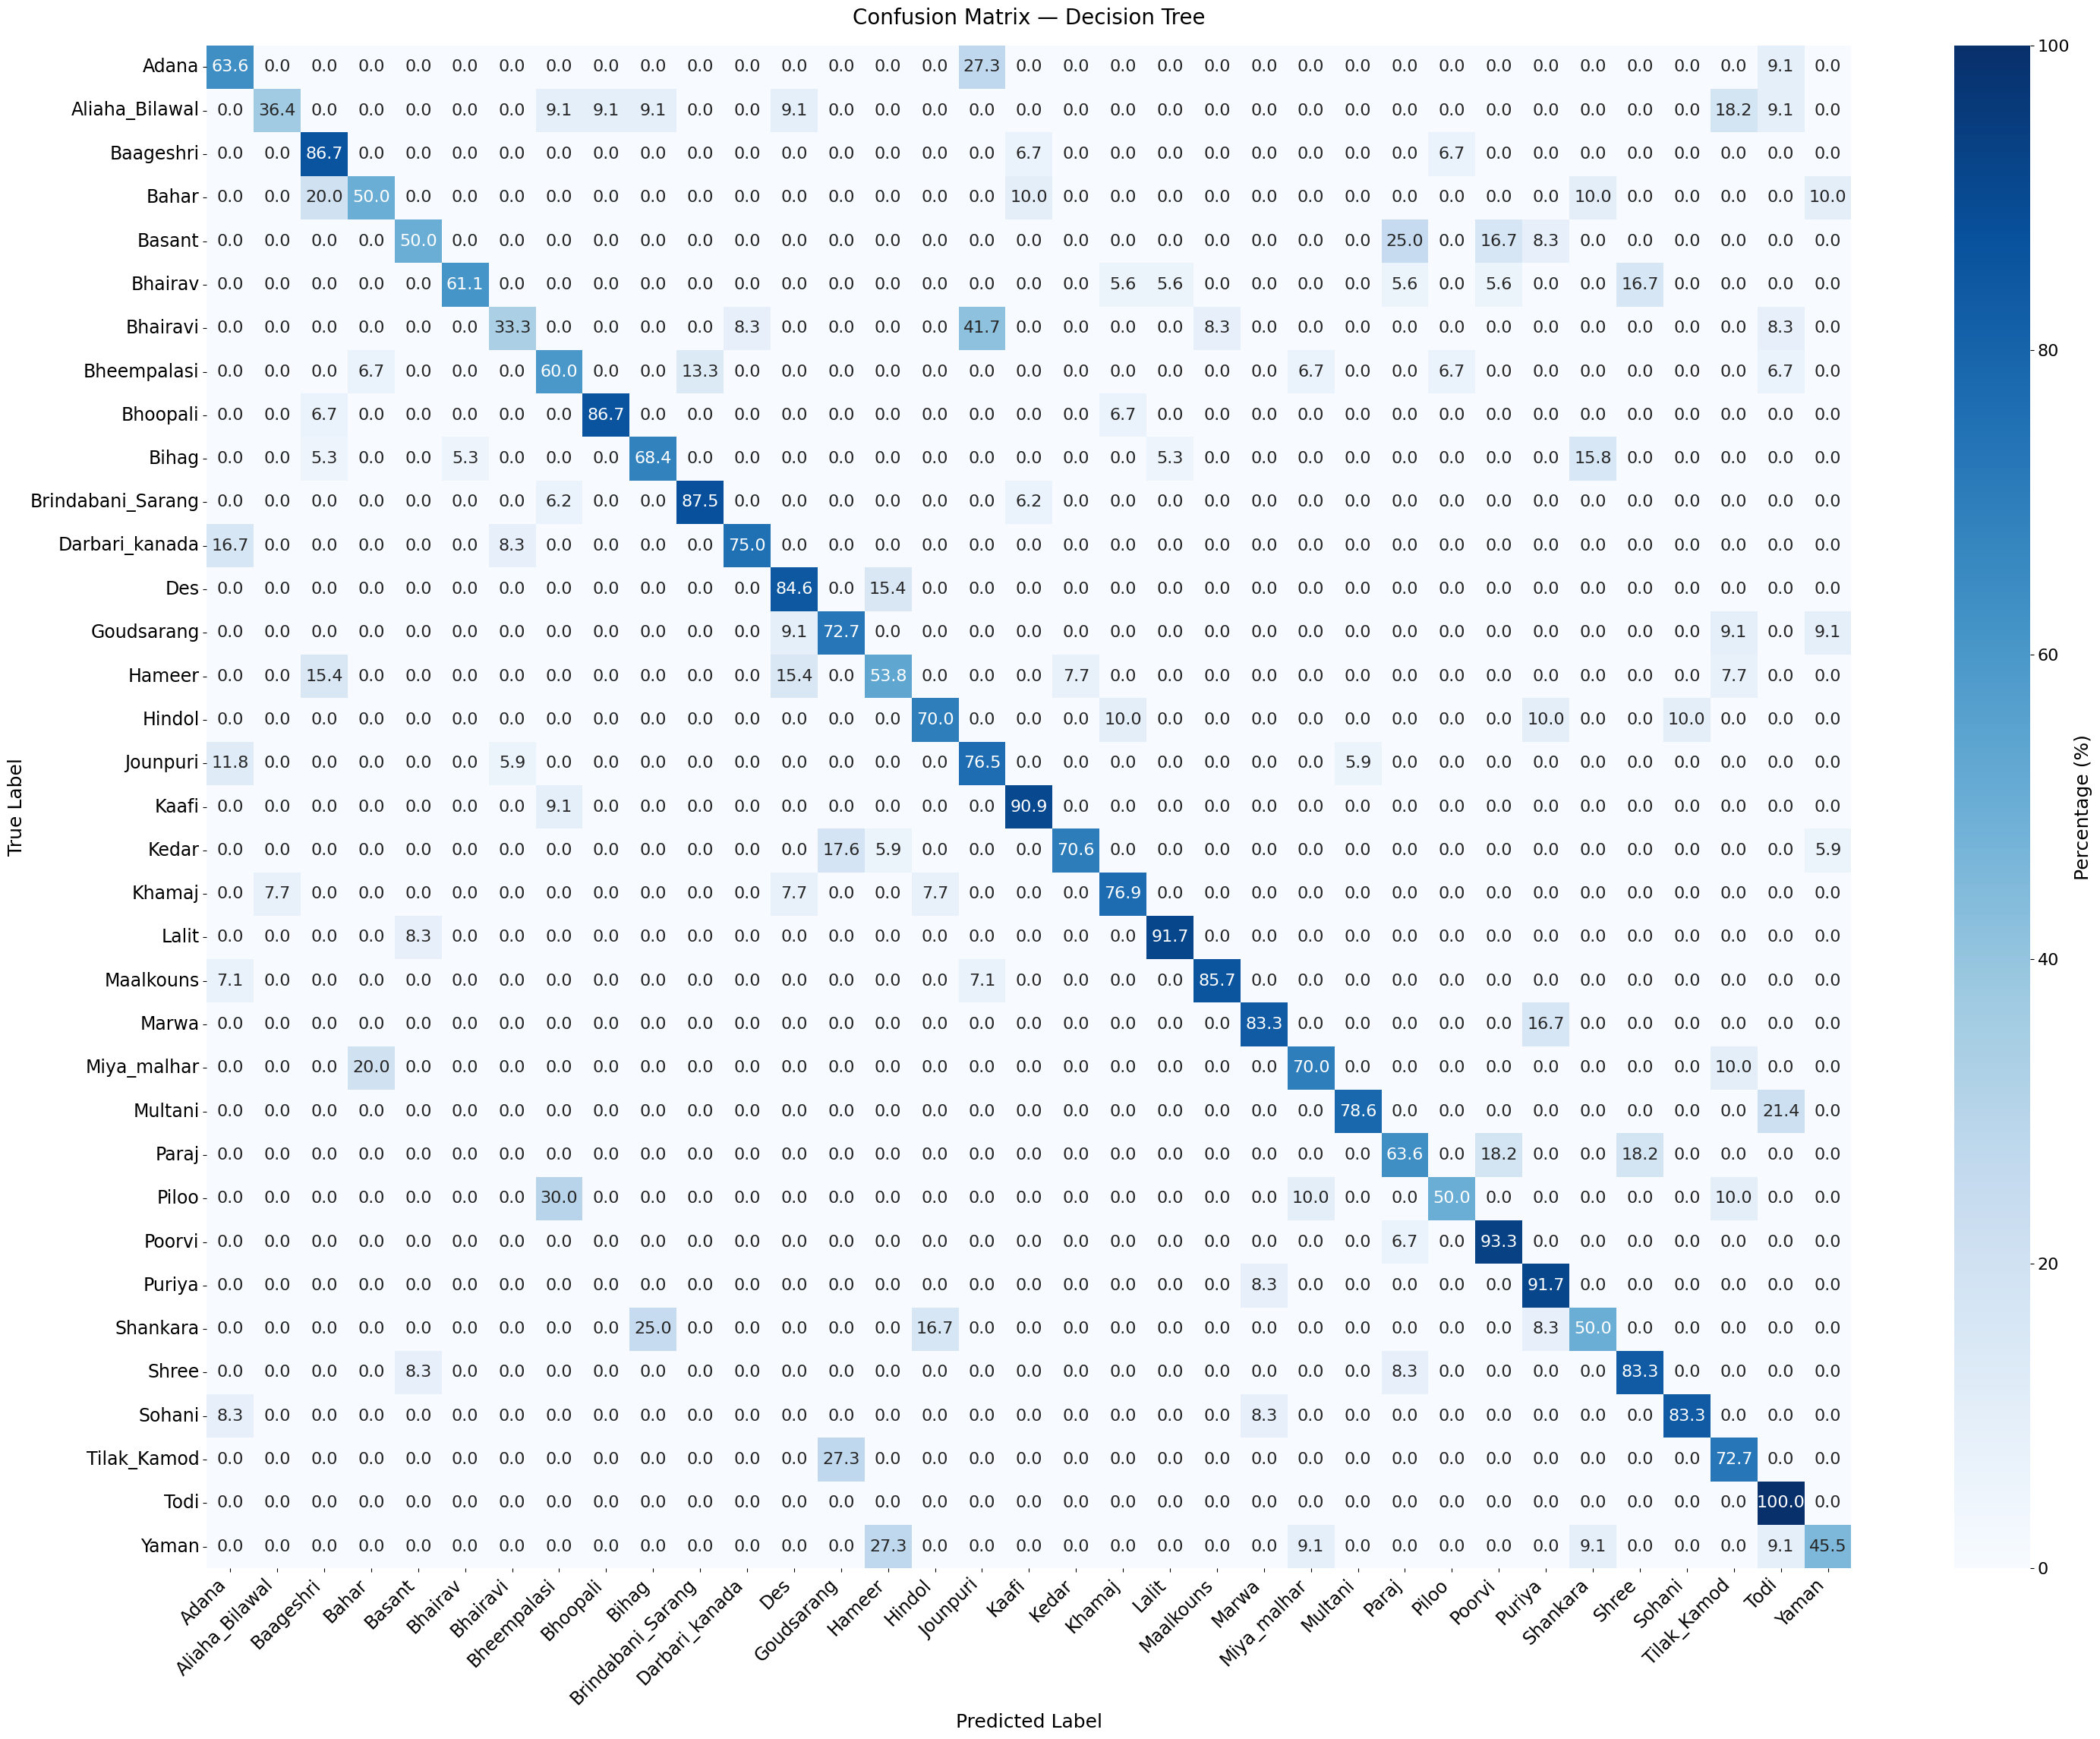 Confusion Matrix — Decision Tree
Adana 63.6 0.0 0.0 0.0 0.0 0.0 0.0 0.0 0.0 0.0 0.0 0.0 0.0 0.0 0.0 0.0 27.3 0.0 0.0 0.0 0.0 0.0 0.0 0.0 0.0 0.0 0.0 0.0 0.0 0.0 0.0 0.0 0.0 9.1 0.0
Aliaha_Bilawal 0.0 36.4 0.0 0.0 0.0 0.0 0.0 9.1 9.1 9.1 0.0 0.0 9.1 0.0 0.0 0.0 0.0 0.0 0.0 0.0 0.0 0.0 0.0 0.0 0.0 0.0 0.0 0.0 0.0 0.0 0.0 0.0 18.2 9.1 0.0
Baageshri 0.0 0.0 86.7 0.0 0.0 0.0 0.0 0.0 0.0 0.0 0.0 0.0 0.0 0.0 0.0 0.0 0.0 6.7 0.0 0.0 0.0 0.0 0.0 0.0 0.0 0.0 6.7 0.0 0.0 0.0 0.0 0.0 0.0 0.0 0.0
Bahar 0.0 0.0 20.0 50.0 0.0 0.0 0.0 0.0 0.0 0.0 0.0 0.0 0.0 0.0 0.0 0.0 0.0 10.0 0.0 0.0 0.0 0.0 0.0 0.0 0.0 0.0 0.0 0.0 0.0 10.0 0.0 0.0 0.0 0.0 10.0
Basant 0.0 0.0 0.0 0.0 50.0 0.0 0.0 0.0 0.0 0.0 0.0 0.0 0.0 0.0 0.0 0.0 0.0 0.0 0.0 0.0 0.0 0.0 0.0 0.0 0.0 25.0 0.0 16.7 8.3 0.0 0.0 0.0 0.0 0.0 0.0
Bhairav 0.0 0.0 0.0 0.0 0.0 61.1 0.0 0.0 0.0 0.0 0.0 0.0 0.0 0.0 0.0 0.0 0.0 0.0 0.0 5.6 5.6 0.0 0.0 0.0 0.0 5.6 0.0 5.6 0.0 0.0 16.7 0.0 0.0 0.0 0.0
Bhairavi 0.0 0.0 0.0 0.0 0.0 0.0 33.3 0.0 0.0 0.0 0.0 8.3 0.0 0.0 0.0 0.0 41.7 0.0 0.0 0.0 0.0 8.3 0.0 0.0 0.0 0.0 0.0 0.0 0.0 0.0 0.0 0.0 0.0 8.3 0.0
Bheempalasi 0.0 0.0 0.0 6.7 0.0 0.0 0.0 60.0 0.0 0.0 13.3 0.0 0.0 0.0 0.0 0.0 0.0 0.0 0.0 0.0 0.0 0.0 0.0 6.7 0.0 0.0 6.7 0.0 0.0 0.0 0.0 0.0 0.0 6.7 0.0
Bhoopali 0.0 0.0 6.7 0.0 0.0 0.0 0.0 0.0 86.7 0.0 0.0 0.0 0.0 0.0 0.0 0.0 0.0 0.0 0.0 6.7 0.0 0.0 0.0 0.0 0.0 0.0 0.0 0.0 0.0 0.0 0.0 0.0 0.0 0.0 0.0
Bihag 0.0 0.0 5.3 0.0 0.0 5.3 0.0 0.0 0.0 68.4 0.0 0.0 0.0 0.0 0.0 0.0 0.0 0.0 0.0 0.0 5.3 0.0 0.0 0.0 0.0 0.0 0.0 0.0 0.0 15.8 0.0 0.0 0.0 0.0 0.0
Brindabani_Sarang 0.0 0.0 0.0 0.0 0.0 0.0 0.0 6.2 0.0 0.0 87.5 0.0 0.0 0.0 0.0 0.0 0.0 6.2 0.0 0.0 0.0 0.0 0.0 0.0 0.0 0.0 0.0 0.0 0.0 0.0 0.0 0.0 0.0 0.0 0.0
Darbari_kanada 16.7 0.0 0.0 0.0 0.0 0.0 8.3 0.0 0.0 0.0 0.0 75.0 0.0 0.0 0.0 0.0 0.0 0.0 0.0 0.0 0.0 0.0 0.0 0.0 0.0 0.0 0.0 0.0 0.0 0.0 0.0 0.0 0.0 0.0 0.0
Des 0.0 0.0 0.0 0.0 0.0 0.0 0.0 0.0 0.0 0.0 0.0 0.0 84.6 0.0 15.4 0.0 0.0 0.0 0.0 0.0 0.0 0.0 0.0 0.0 0.0 0.0 0.0 0.0 0.0 0.0 0.0 0.0 0.0 0.0 0.0
Goudsarang 0.0 0.0 0.0 0.0 0.0 0.0 0.0 0.0 0.0 0.0 0.0 0.0 9.1 72.7 0.0 0.0 0.0 0.0 0.0 0.0 0.0 0.0 0.0 0.0 0.0 0.0 0.0 0.0 0.0 0.0 0.0 0.0 9.1 0.0 9.1
Hameer 0.0 0.0 15.4 0.0 0.0 0.0 0.0 0.0 0.0 0.0 0.0 0.0 15.4 0.0 53.8 0.0 0.0 0.0 7.7 0.0 0.0 0.0 0.0 0.0 0.0 0.0 0.0 0.0 0.0 0.0 0.0 0.0 7.7 0.0 0.0
Hindol 0.0 0.0 0.0 0.0 0.0 0.0 0.0 0.0 0.0 0.0 0.0 0.0 0.0 0.0 0.0 70.0 0.0 0.0 0.0 10.0 0.0 0.0 0.0 0.0 0.0 0.0 0.0 0.0 10.0 0.0 0.0 10.0 0.0 0.0 0.0
Jounpuri 11.8 0.0 0.0 0.0 0.0 0.0 5.9 0.0 0.0 0.0 0.0 0.0 0.0 0.0 0.0 0.0 76.5 0.0 0.0 0.0 0.0 0.0 0.0 0.0 5.9 0.0 0.0 0.0 0.0 0.0 0.0 0.0 0.0 0.0 0.0
Kaafi 0.0 0.0 0.0 0.0 0.0 0.0 0.0 9.1 0.0 0.0 0.0 0.0 0.0 0.0 0.0 0.0 0.0 90.9 0.0 0.0 0.0 0.0 0.0 0.0 0.0 0.0 0.0 0.0 0.0 0.0 0.0 0.0 0.0 0.0 0.0
Kedar 0.0 0.0 0.0 0.0 0.0 0.0 0.0 0.0 0.0 0.0 0.0 0.0 0.0 17.6 5.9 0.0 0.0 0.0 70.6 0.0 0.0 0.0 0.0 0.0 0.0 0.0 0.0 0.0 0.0 0.0 0.0 0.0 0.0 0.0 5.9
Khamaj 0.0 7.7 0.0 0.0 0.0 0.0 0.0 0.0 0.0 0.0 0.0 0.0 7.7 0.0 0.0 7.7 0.0 0.0 0.0 76.9 0.0 0.0 0.0 0.0 0.0 0.0 0.0 0.0 0.0 0.0 0.0 0.0 0.0 0.0 0.0
Lalit 0.0 0.0 0.0 0.0 8.3 0.0 0.0 0.0 0.0 0.0 0.0 0.0 0.0 0.0 0.0 0.0 0.0 0.0 0.0 0.0 91.7 0.0 0.0 0.0 0.0 0.0 0.0 0.0 0.0 0.0 0.0 0.0 0.0 0.0 0.0
Maalkouns 7.1 0.0 0.0 0.0 0.0 0.0 0.0 0.0 0.0 0.0 0.0 0.0 0.0 0.0 0.0 0.0 7.1 0.0 0.0 0.0 0.0 85.7 0.0 0.0 0.0 0.0 0.0 0.0 0.0 0.0 0.0 0.0 0.0 0.0 0.0
Marwa 0.0 0.0 0.0 0.0 0.0 0.0 0.0 0.0 0.0 0.0 0.0 0.0 0.0 0.0 0.0 0.0 0.0 0.0 0.0 0.0 0.0 0.0 83.3 0.0 0.0 0.0 0.0 0.0 16.7 0.0 0.0 0.0 0.0 0.0 0.0
Miya_malhar 0.0 0.0 0.0 20.0 0.0 0.0 0.0 0.0 0.0 0.0 0.0 0.0 0.0 0.0 0.0 0.0 0.0 0.0 0.0 0.0 0.0 0.0 0.0 70.0 0.0 0.0 0.0 0.0 0.0 0.0 0.0 0.0 10.0 0.0 0.0
Multani 0.0 0.0 0.0 0.0 0.0 0.0 0.0 0.0 0.0 0.0 0.0 0.0 0.0 0.0 0.0 0.0 0.0 0.0 0.0 0.0 0.0 0.0 0.0 0.0 78.6 0.0 0.0 0.0 0.0 0.0 0.0 0.0 0.0 21.4 0.0
Paraj 0.0 0.0 0.0 0.0 0.0 0.0 0.0 0.0 0.0 0.0 0.0 0.0 0.0 0.0 0.0 0.0 0.0 0.0 0.0 0.0 0.0 0.0 0.0 0.0 0.0 63.6 0.0 18.2 0.0 0.0 18.2 0.0 0.0 0.0 0.0
Piloo 0.0 0.0 0.0 0.0 0.0 0.0 0.0 30.0 0.0 0.0 0.0 0.0 0.0 0.0 0.0 0.0 0.0 0.0 0.0 0.0 0.0 0.0 0.0 10.0 0.0 0.0 50.0 0.0 0.0 0.0 0.0 0.0 10.0 0.0 0.0
Poorvi 0.0 0.0 0.0 0.0 0.0 0.0 0.0 0.0 0.0 0.0 0.0 0.0 0.0 0.0 0.0 0.0 0.0 0.0 0.0 0.0 0.0 0.0 0.0 0.0 0.0 6.7 0.0 93.3 0.0 0.0 0.0 0.0 0.0 0.0 0.0
Puriya 0.0 0.0 0.0 0.0 0.0 0.0 0.0 0.0 0.0 0.0 0.0 0.0 0.0 0.0 0.0 0.0 0.0 0.0 0.0 0.0 0.0 0.0 8.3 0.0 0.0 0.0 0.0 0.0 91.7 0.0 0.0 0.0 0.0 0.0 0.0
Shankara 0.0 0.0 0.0 0.0 0.0 0.0 0.0 0.0 0.0 25.0 0.0 0.0 0.0 0.0 0.0 16.7 0.0 0.0 0.0 0.0 0.0 0.0 0.0 0.0 0.0 0.0 0.0 0.0 8.3 50.0 0.0 0.0 0.0 0.0 0.0
Shree 0.0 0.0 0.0 0.0 8.3 0.0 0.0 0.0 0.0 0.0 0.0 0.0 0.0 0.0 0.0 0.0 0.0 0.0 0.0 0.0 0.0 0.0 0.0 0.0 0.0 8.3 0.0 0.0 0.0 0.0 83.3 0.0 0.0 0.0 0.0
Sohani 8.3 0.0 0.0 0.0 0.0 0.0 0.0 0.0 0.0 0.0 0.0 0.0 0.0 0.0 0.0 0.0 0.0 0.0 0.0 0.0 0.0 0.0 8.3 0.0 0.0 0.0 0.0 0.0 0.0 0.0 0.0 83.3 0.0 0.0 0.0
Tilak_Kamod 0.0 0.0 0.0 0.0 0.0 0.0 0.0 0.0 0.0 0.0 0.0 0.0 0.0 27.3 0.0 0.0 0.0 0.0 0.0 0.0 0.0 0.0 0.0 0.0 0.0 0.0 0.0 0.0 0.0 0.0 0.0 0.0 72.7 0.0 0.0
Todi 0.0 0.0 0.0 0.0 0.0 0.0 0.0 0.0 0.0 0.0 0.0 0.0 0.0 0.0 0.0 0.0 0.0 0.0 0.0 0.0 0.0 0.0 0.0 0.0 0.0 0.0 0.0 0.0 0.0 0.0 0.0 0.0 0.0 100.0 0.0
Yaman 0.0 0.0 0.0 0.0 0.0 0.0 0.0 0.0 0.0 0.0 0.0 0.0 0.0 0.0 27.3 0.0 0.0 0.0 0.0 0.0 0.0 0.0 0.0 9.1 0.0 0.0 0.0 0.0 0.0 9.1 0.0 0.0 0.0 9.1 45.5
Adana Aliaha_Bilawal Baageshri Bahar Basant Bhairav Bhairavi Bheempalasi Bhoopali Bihag Brindabani_Sarang Darbari_kanada Des Goudsarang Hameer Hindol Jounpuri Kaafi Kedar Khamaj Lalit Maalkouns Marwa Miya_malhar Multani Paraj Piloo Poorvi Puriya Shankara Shree Sohani Tilak_Kamod Todi Yaman
Predicted Label
True Label
100
80
60
40
20
0
Percentage (%)